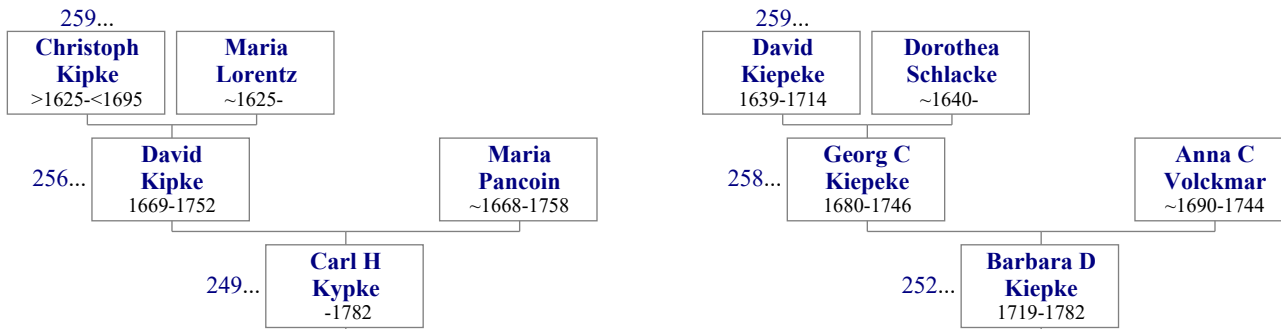 259...
Christoph
Kipke
>1625-<1695
Maria
Lorentz
~1625-
259...
David
Kiepeke
1639-1714
Dorothea
Schlacke
~1640-
256...
David
Kipke
1669-1752
Maria
Pancoin
~1668-1758
258...
Georg C
Kiepeke
1680-1746
Anna C
Volckmar
~1690-1744
249...
Carl H
Kypke
-1782
252...
Barbara D
Kiepke
1719-1782